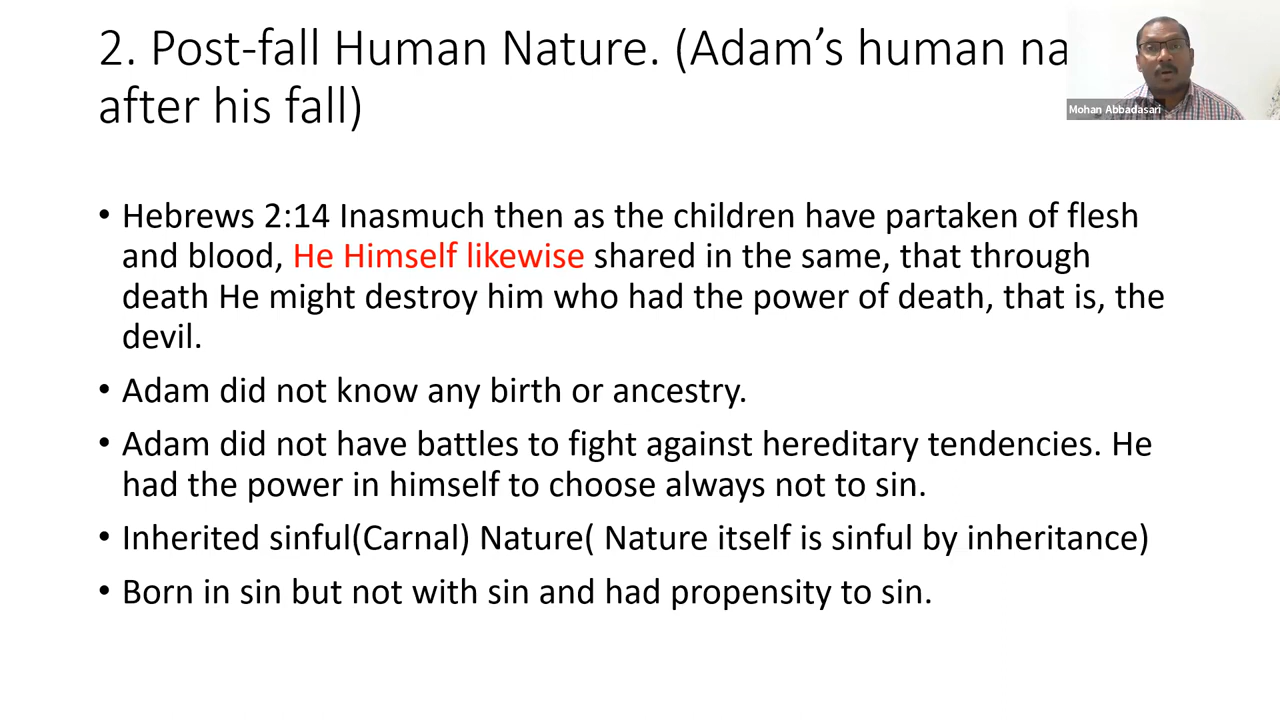 2. Post-fall Human Nature. (Adam’s human na
after his fall)
Mohan Abbadasari
• Hebrews 2:14 Inasmuch then as the children have partaken of flesh
and blood, He Himself likewise shared in the same, that through
death He might destroy him who had the power of death, that is, the
devil.
• Adam did not know any birth or ancestry.
• Adam did not have battles to fight against hereditary tendencies. He
had the power in himself to choose always not to sin.
• Inherited sinful(Carnal) Nature( Nature itself is sinful by inheritance)
• Born in sin but not with sin and had propensity to sin.